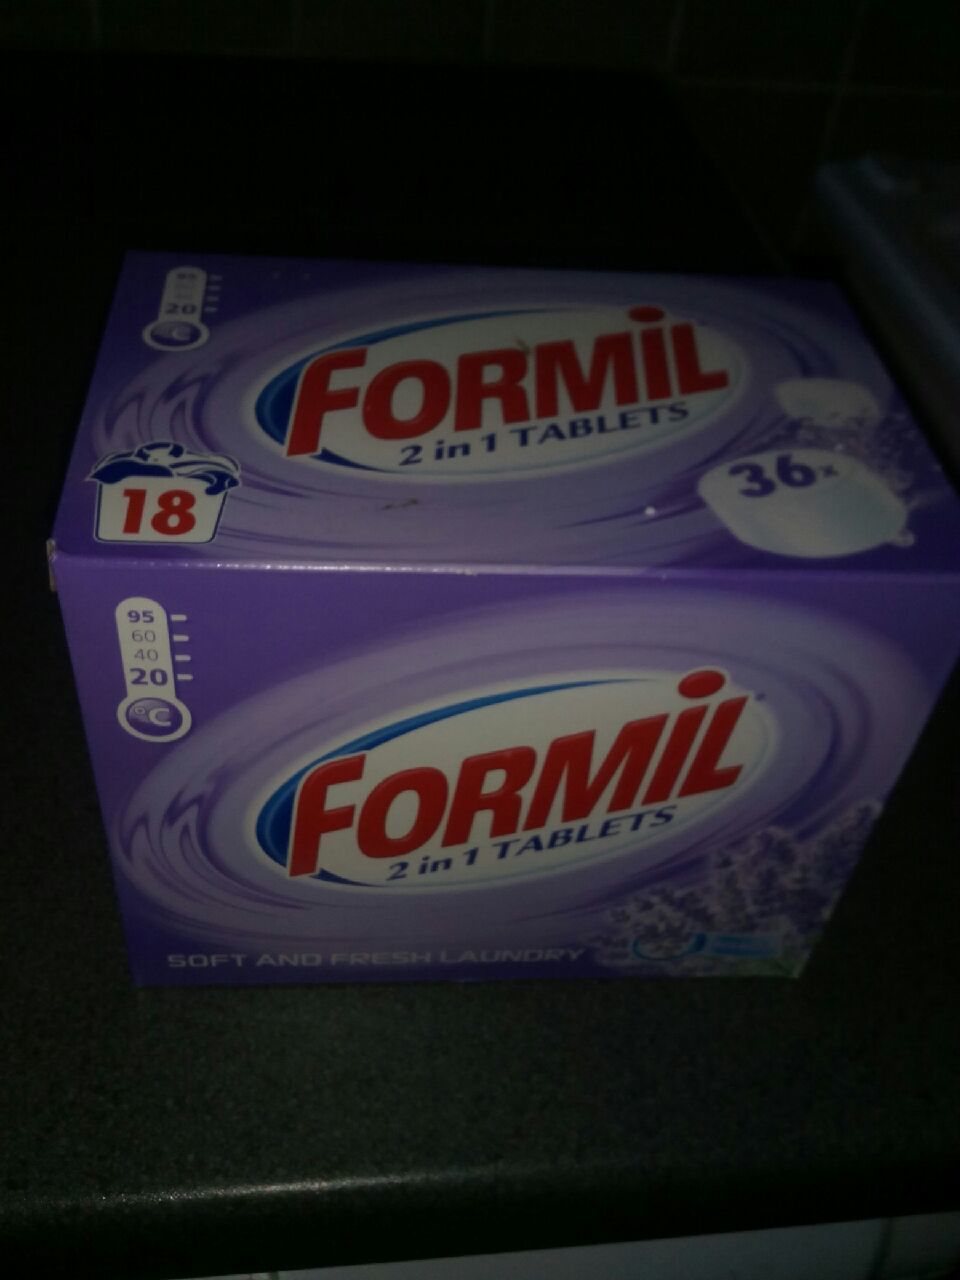 20
°C
FORMIL
2 in 1 TABLETS
18
36x
95
60
40
20
°C
FORMIL
2 in 1 TABLETS
SOFT AND FRESH LAUNDRY